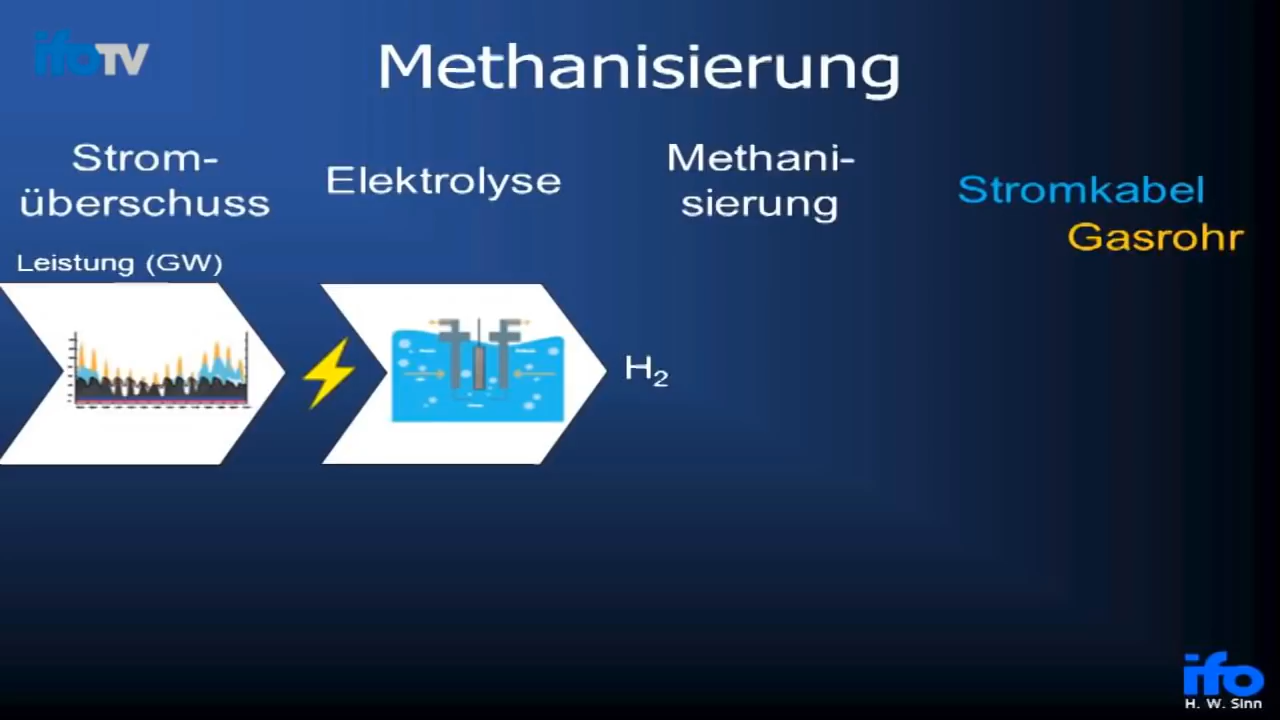 ifoTV
Methanisierung
Strom-
überschuss
Elektrolyse
Methani-
sierung
Stromkabel
Gasrohr
Leistung (GW)
H₂
ifo
H. W. Sinn